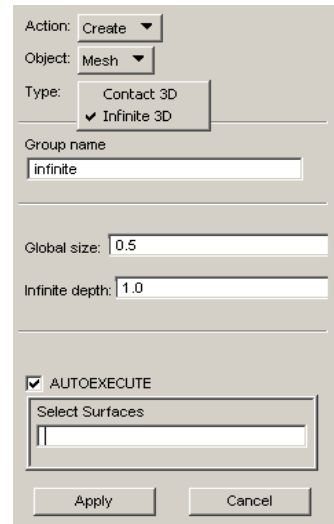 Action: Create
Object: Mesh
Type: Contact 3D
Infinite 3D
Group name
infinite
Global size: 0.5
Infinite depth: 1.0
AUTOEXECUTE
Select Surfaces
Apply Cancel